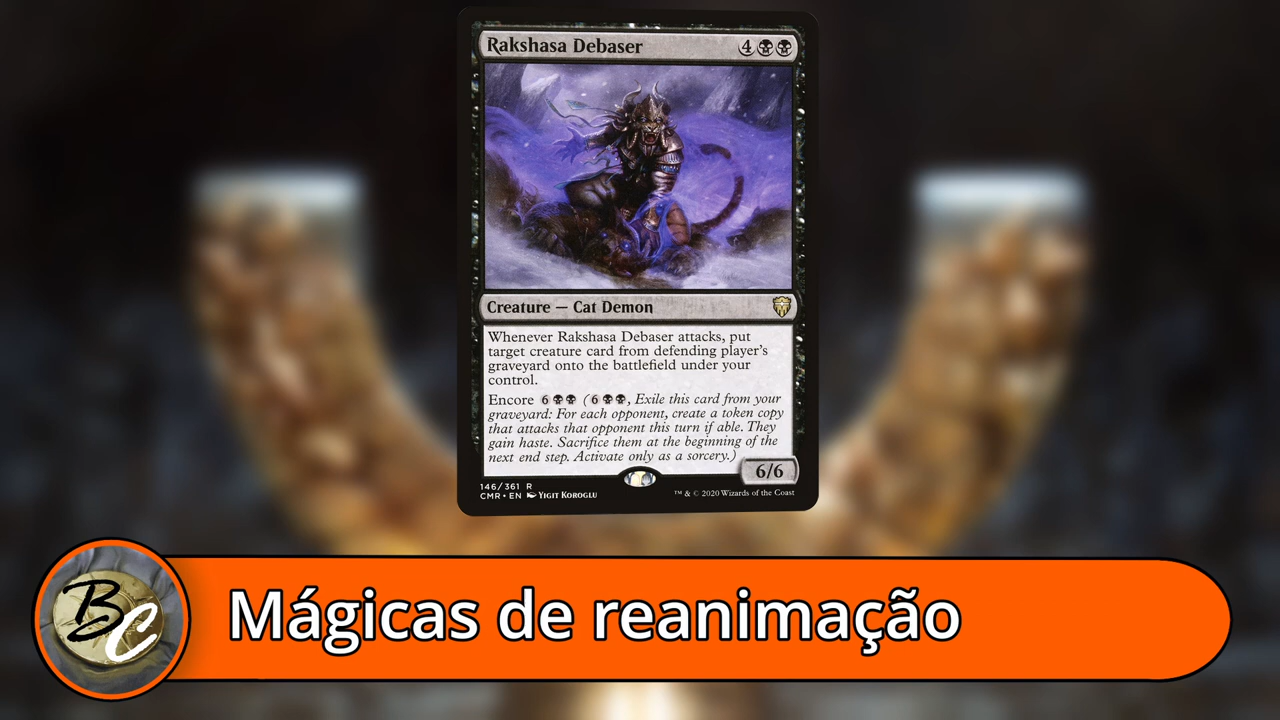 Rakshasa Debaser 4
Creature — Cat Demon
Whenever Rakshasa Debaser attacks, put
target creature card from defending player's
graveyard onto the battlefield under your
control.
Encore 6 (6, Exile this card from your
graveyard: For each opponent, create a token copy
that attacks that opponent this turn if able. They
gain haste. Sacrifice them at the beginning of the
next end step. Activate only as a sorcery.)
6/6
146/361 R
CMR • EN YIGIT KOROGLU
™ & © 2020 Wizards of the Coast
BC
Mágicas de reanimação